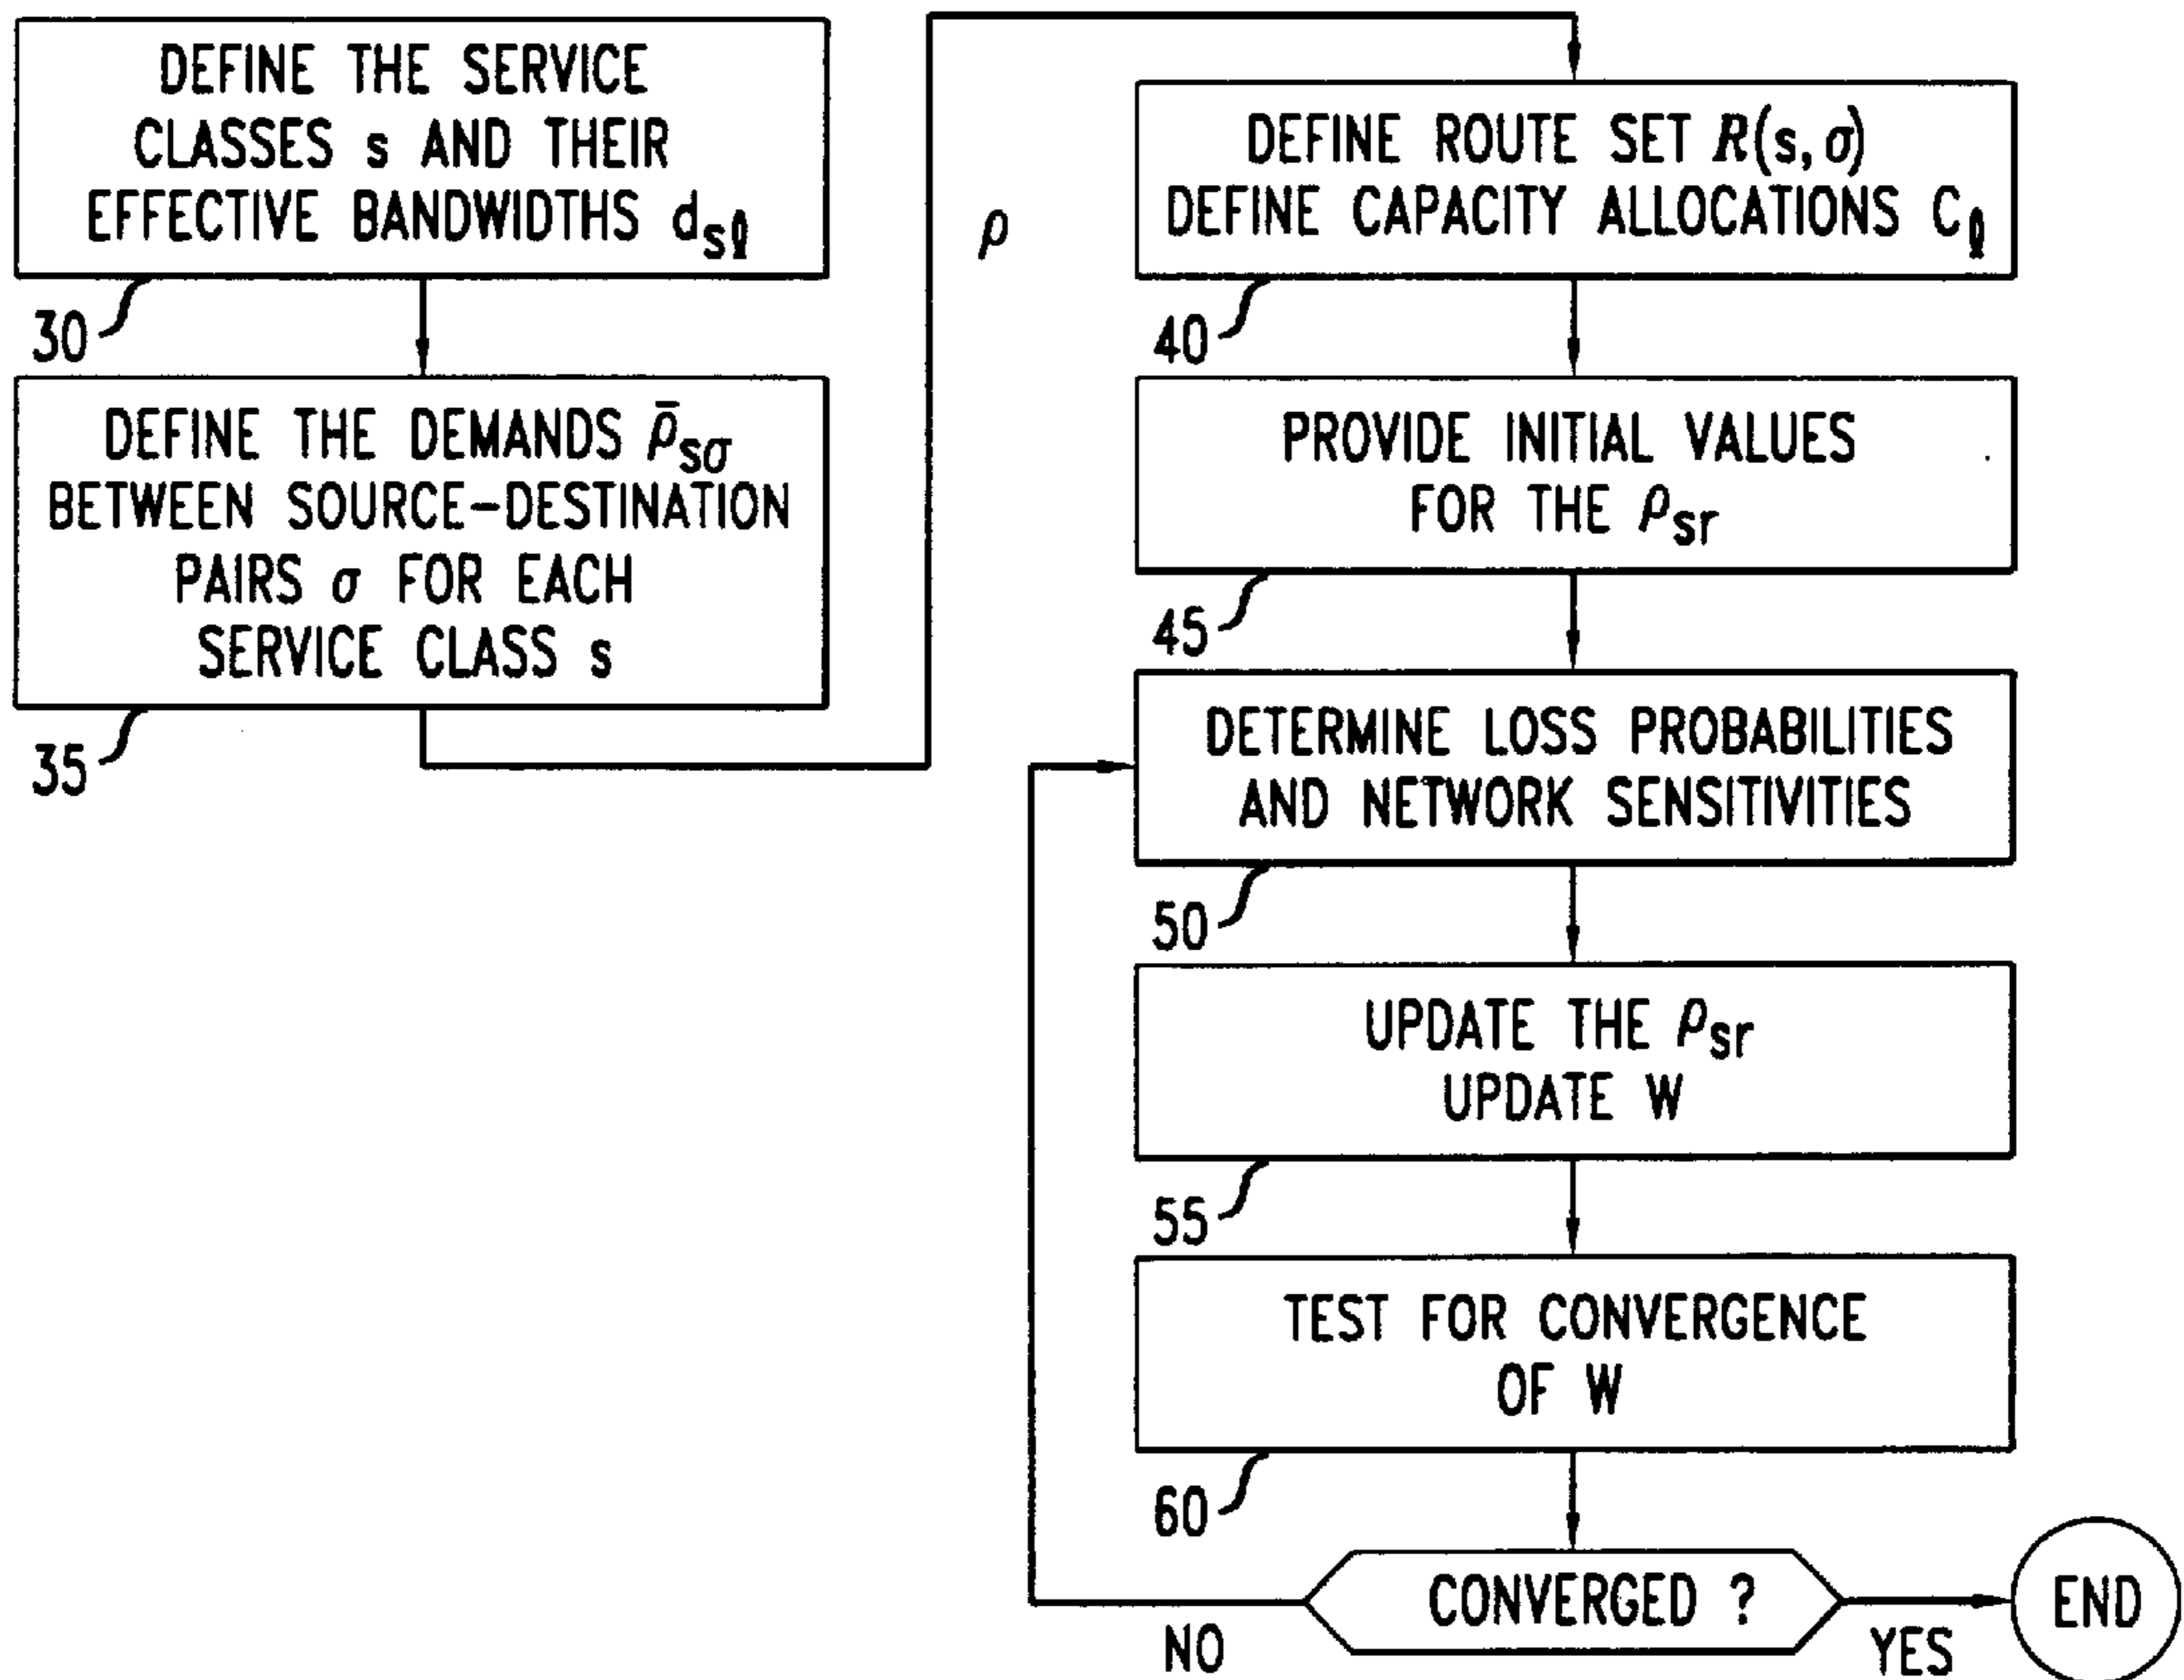 DEFINE THE SERVICE
CLASSES s AND THEIR
EFFECTIVE BANDWIDTHS dsℓ
30
DEFINE THE DEMANDS ρ̄sσ
BETWEEN SOURCE-DESTINATION
PAIRS σ FOR EACH
SERVICE CLASS s
35
ρ
DEFINE ROUTE SET R(s,σ)
DEFINE CAPACITY ALLOCATIONS Cℓ
40
PROVIDE INITIAL VALUES
FOR THE ρsr
45
DETERMINE LOSS PROBABILITIES
AND NETWORK SENSITIVITIES
50
UPDATE THE ρsr
UPDATE W
55
TEST FOR CONVERGENCE
OF W
60
CONVERGED ?
NO
YES
END